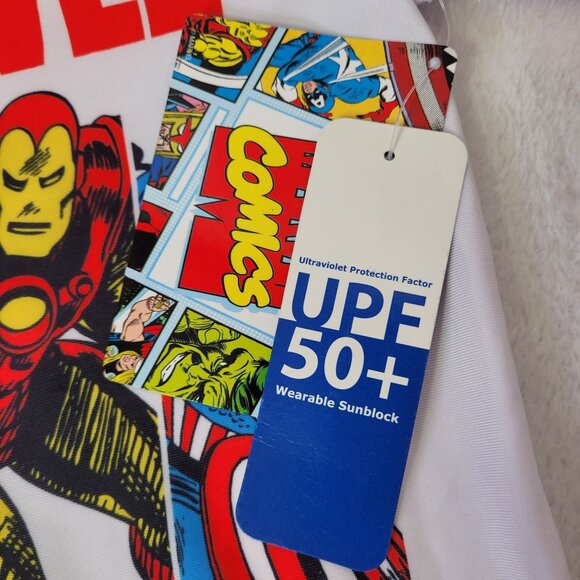 COMICS
Ultraviolet Protection Factor
UPF
50+
Wearable Sunblock